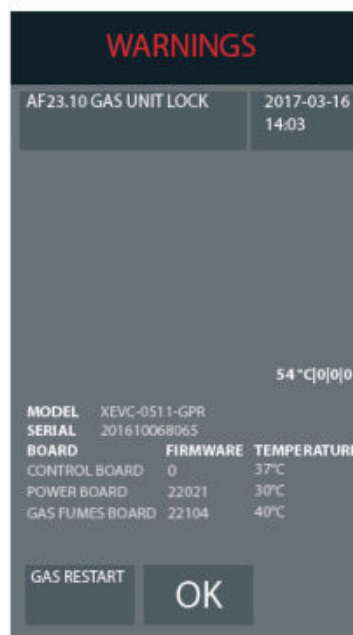 WARNINGS
AF23.10 GAS UNIT LOCK
2017-03-16
14:03
54 °C|0|0|0
MODEL XEVC-0511-GPR
SERIAL 201610068065
BOARD FIRMWARE TEMPERATURE
CONTROL BOARD 0 37°C
POWER BOARD 22021 30°C
GAS FUMES BOARD 22104 40°C
GAS RESTART
OK